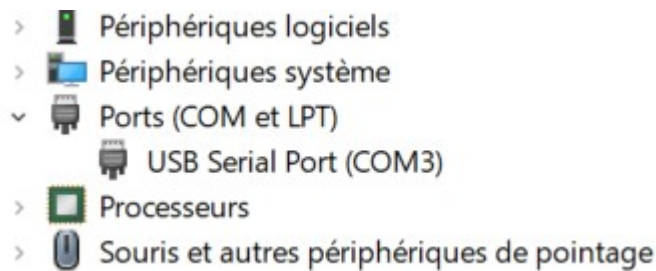 Périphériques logiciels
Périphériques système
Ports (COM et LPT)
USB Serial Port (COM3)
Processeurs
Souris et autres périphériques de pointage